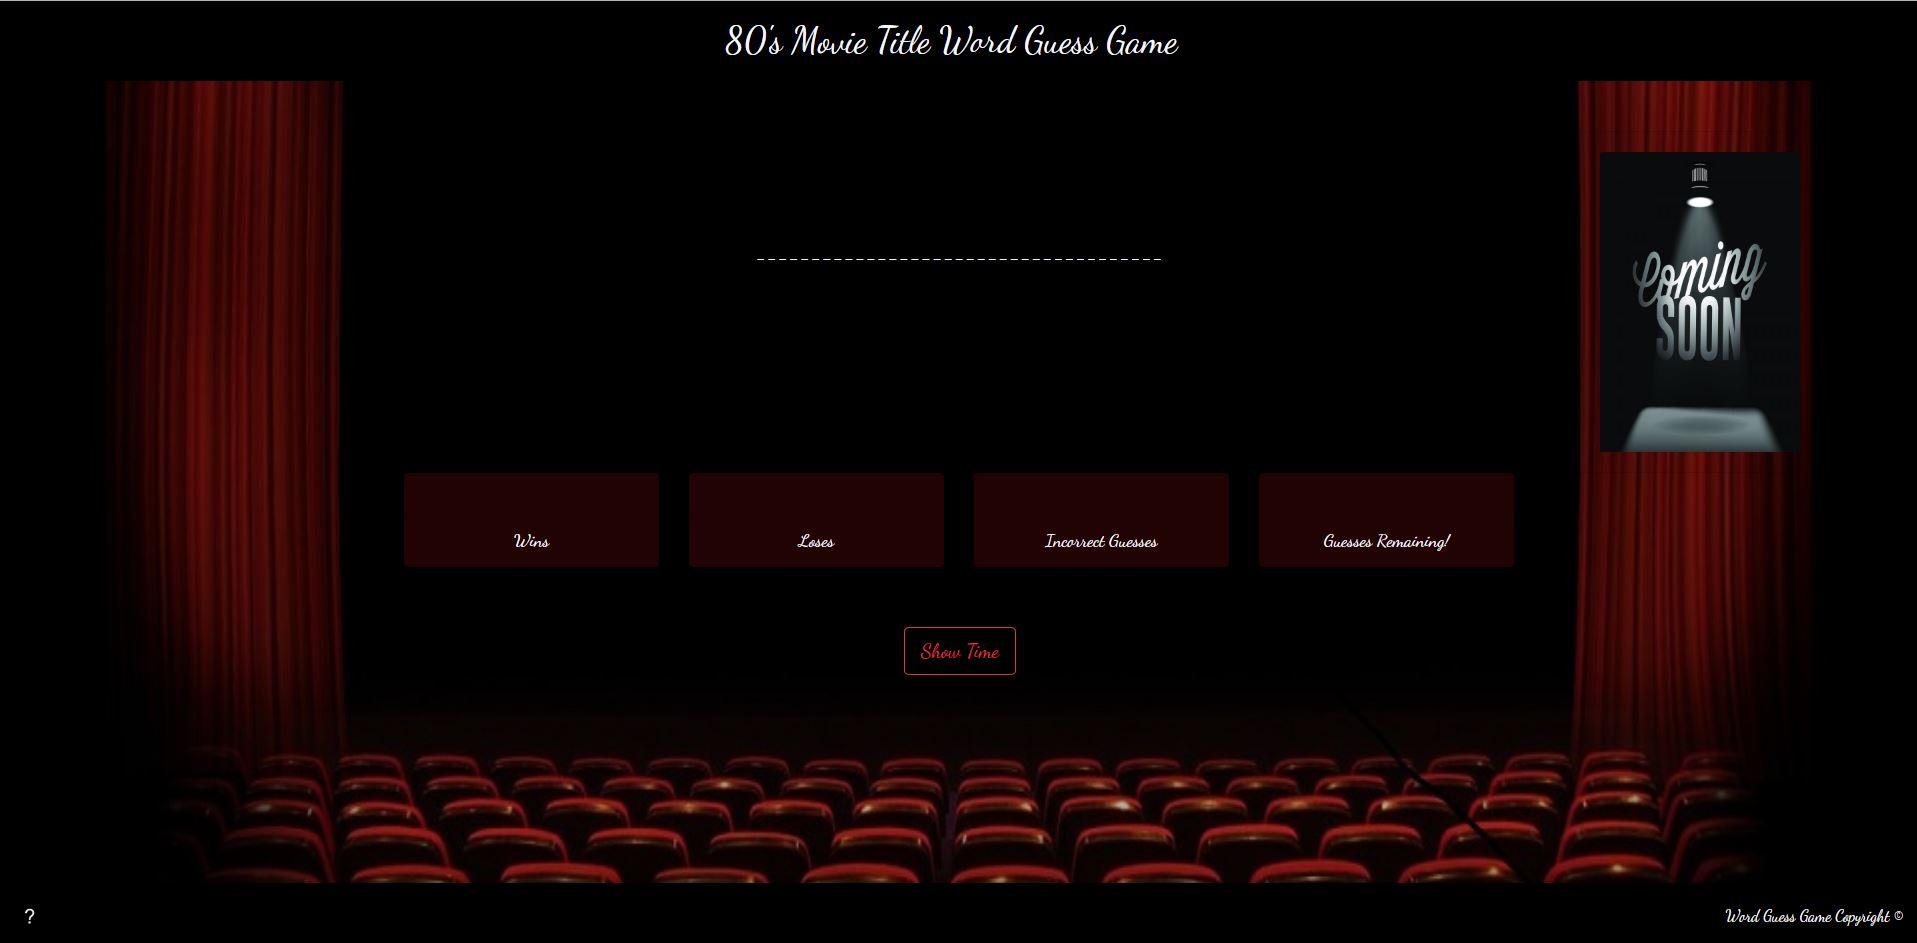 80's Movie Title Word Guess Game
Coming
SOON
_ _ _ _ _ _ _ _ _ _ _ _ _ _ _ _ _ _ _ _ _ _ _ _ _ _ _ _ _ _ _ _ _ _ _ _ _
Wins
Loses
Incorrect Guesses
Guesses Remaining!
Show Time
?
Word Guess Game Copyright ©